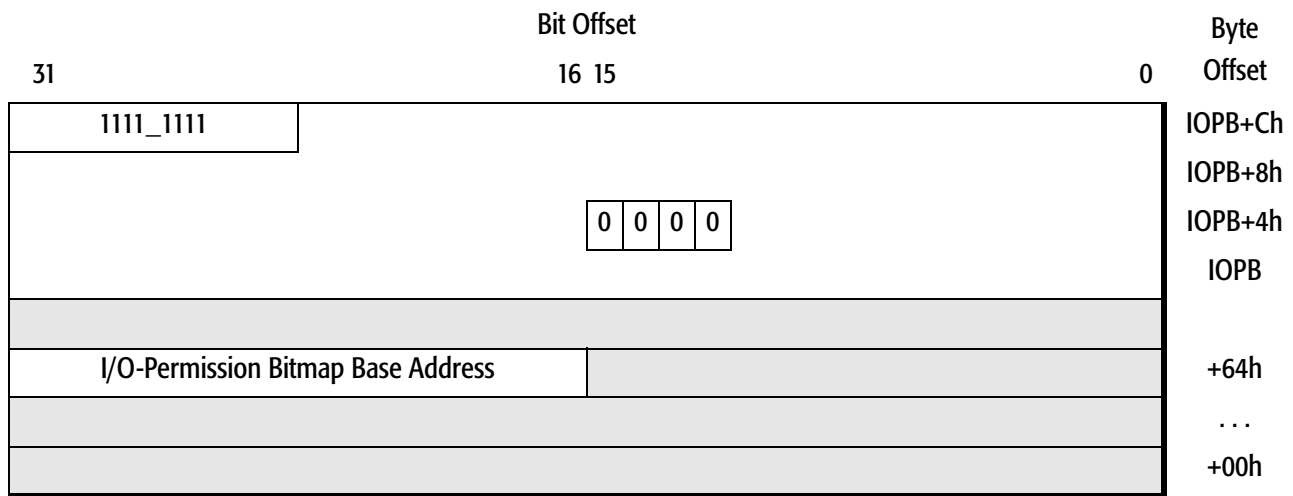 Bit Offset
Byte
Offset
31 16 15 0
1111_1111 IOPB+Ch
IOPB+8h
0 0 0 0 IOPB+4h
IOPB
I/O-Permission Bitmap Base Address +64h
. . .
+00h